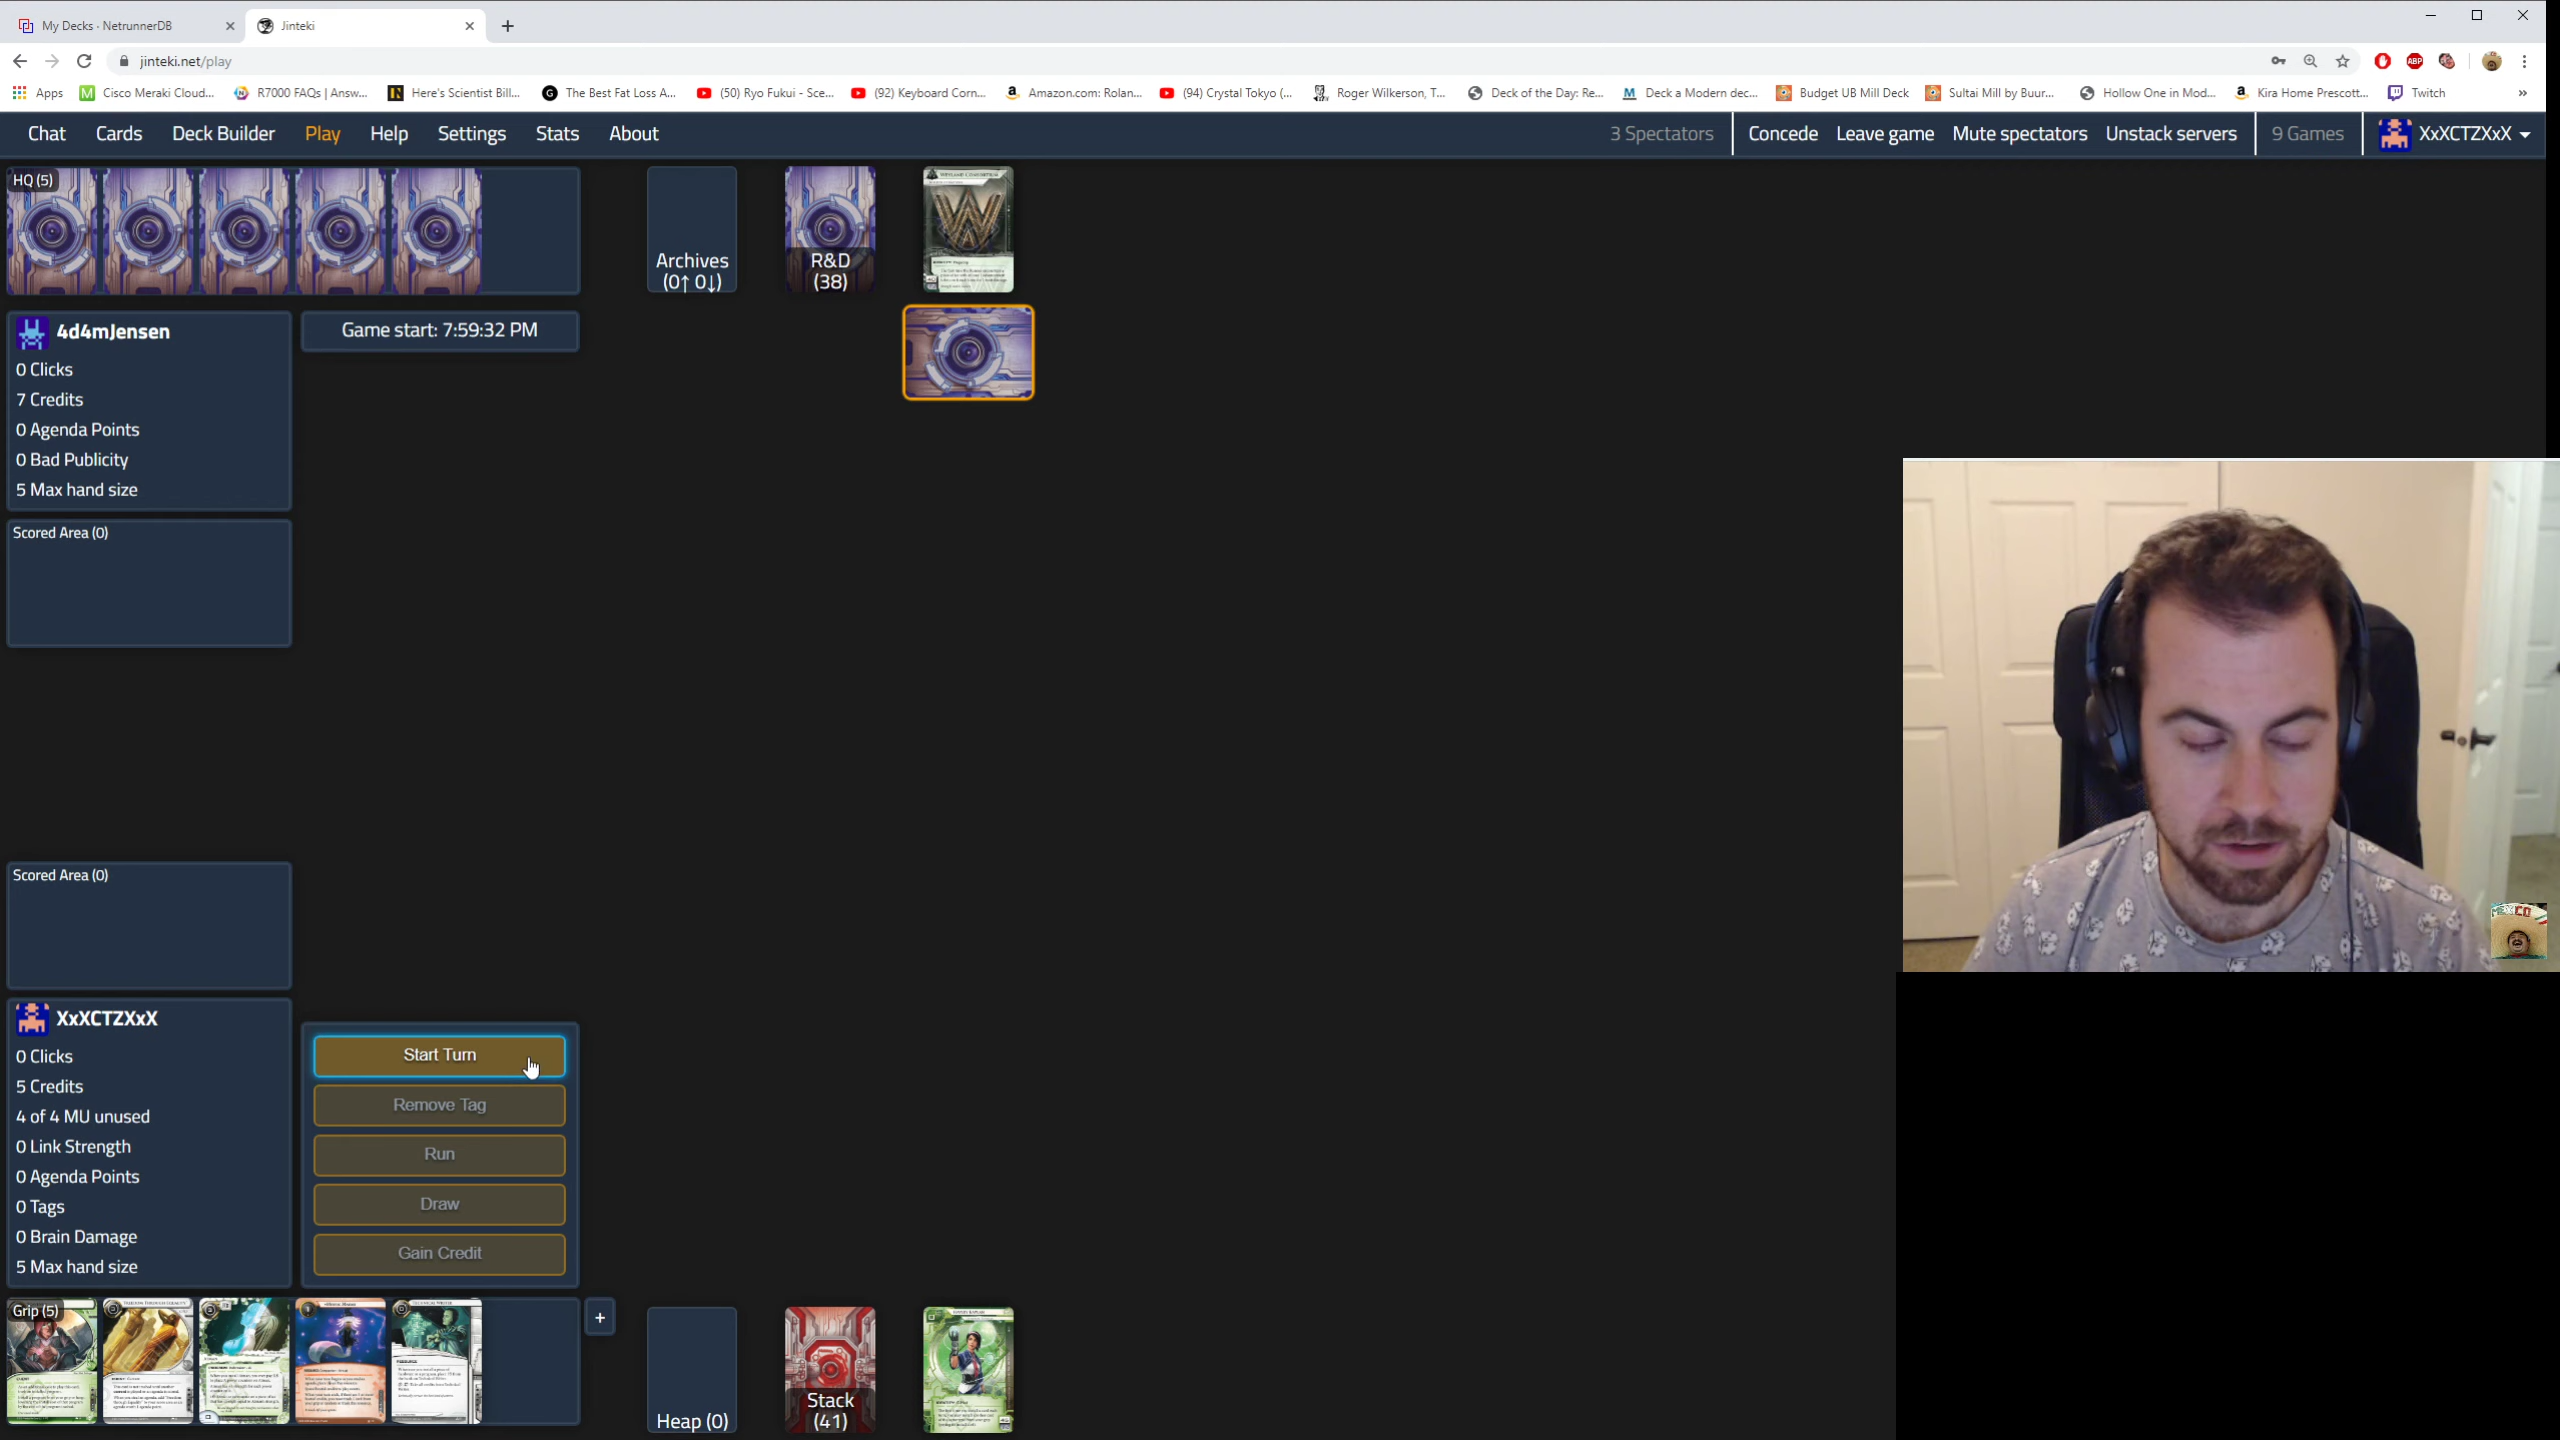 My Decks · NetrunnerDB
Jinteki
jinteki.net/play
Apps
Cisco Meraki Cloud...
R7000 FAQs | Answ...
Here's Scientist Bill...
The Best Fat Loss A...
(50) Ryo Fukui - Sce...
(92) Keyboard Corn...
Amazon.com: Rolan...
(94) Crystal Tokyo (...
Roger Wilkerson, T...
Deck of the Day: Re...
Deck a Modern dec...
Budget UB Mill Deck
Sultai Mill by Buur...
Hollow One in Mod...
Kira Home Prescott...
Twitch
»
Chat
Cards
Deck Builder
Play
Help
Settings
Stats
About
3 Spectators
Concede
Leave game
Mute spectators
Unstack servers
9 Games
XxXCTZXxX
HQ (5)
Archives
(0↑ 0↓)
R&D
(38)
4d4mJensen
Game start: 7:59:32 PM
0 Clicks
7 Credits
0 Agenda Points
0 Bad Publicity
5 Max hand size
Scored Area (0)
Scored Area (0)
XxXCTZXxX
0 Clicks
5 Credits
4 of 4 MU unused
0 Link Strength
0 Agenda Points
0 Tags
0 Brain Damage
5 Max hand size
Start Turn
Remove Tag
Run
Draw
Gain Credit
Grip (5)
+
Heap (0)
Stack
(41)
ABP
MEXICO